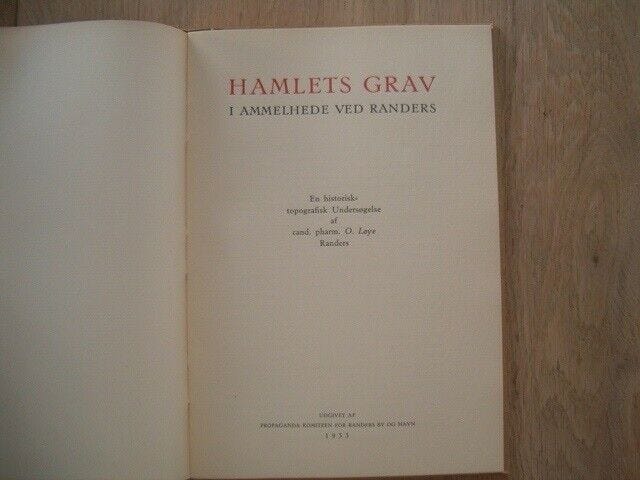 HAMLETS GRAV
I AMMELHEDE VED RANDERS
En historisk-
topografisk Undersøgelse
af
cand. pharm. O. Løye
Randers
UDGIVET AF
PROPAGANDA KOMITEEN FOR RANDERS BY OG HAVN
1933